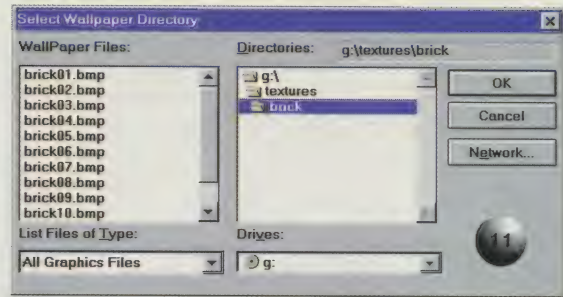 Select Wallpaper Directory
WallPaper Files:
Directories: g:\textures\brick
brick01.bmp
brick02.bmp
brick03.bmp
brick04.bmp
brick05.bmp
brick06.bmp
brick07.bmp
brick08.bmp
brick09.bmp
brick10.bmp
g:\
textures
brick
OK
Cancel
Network...
List Files of Type:
All Graphics Files
Drives:
g:
11